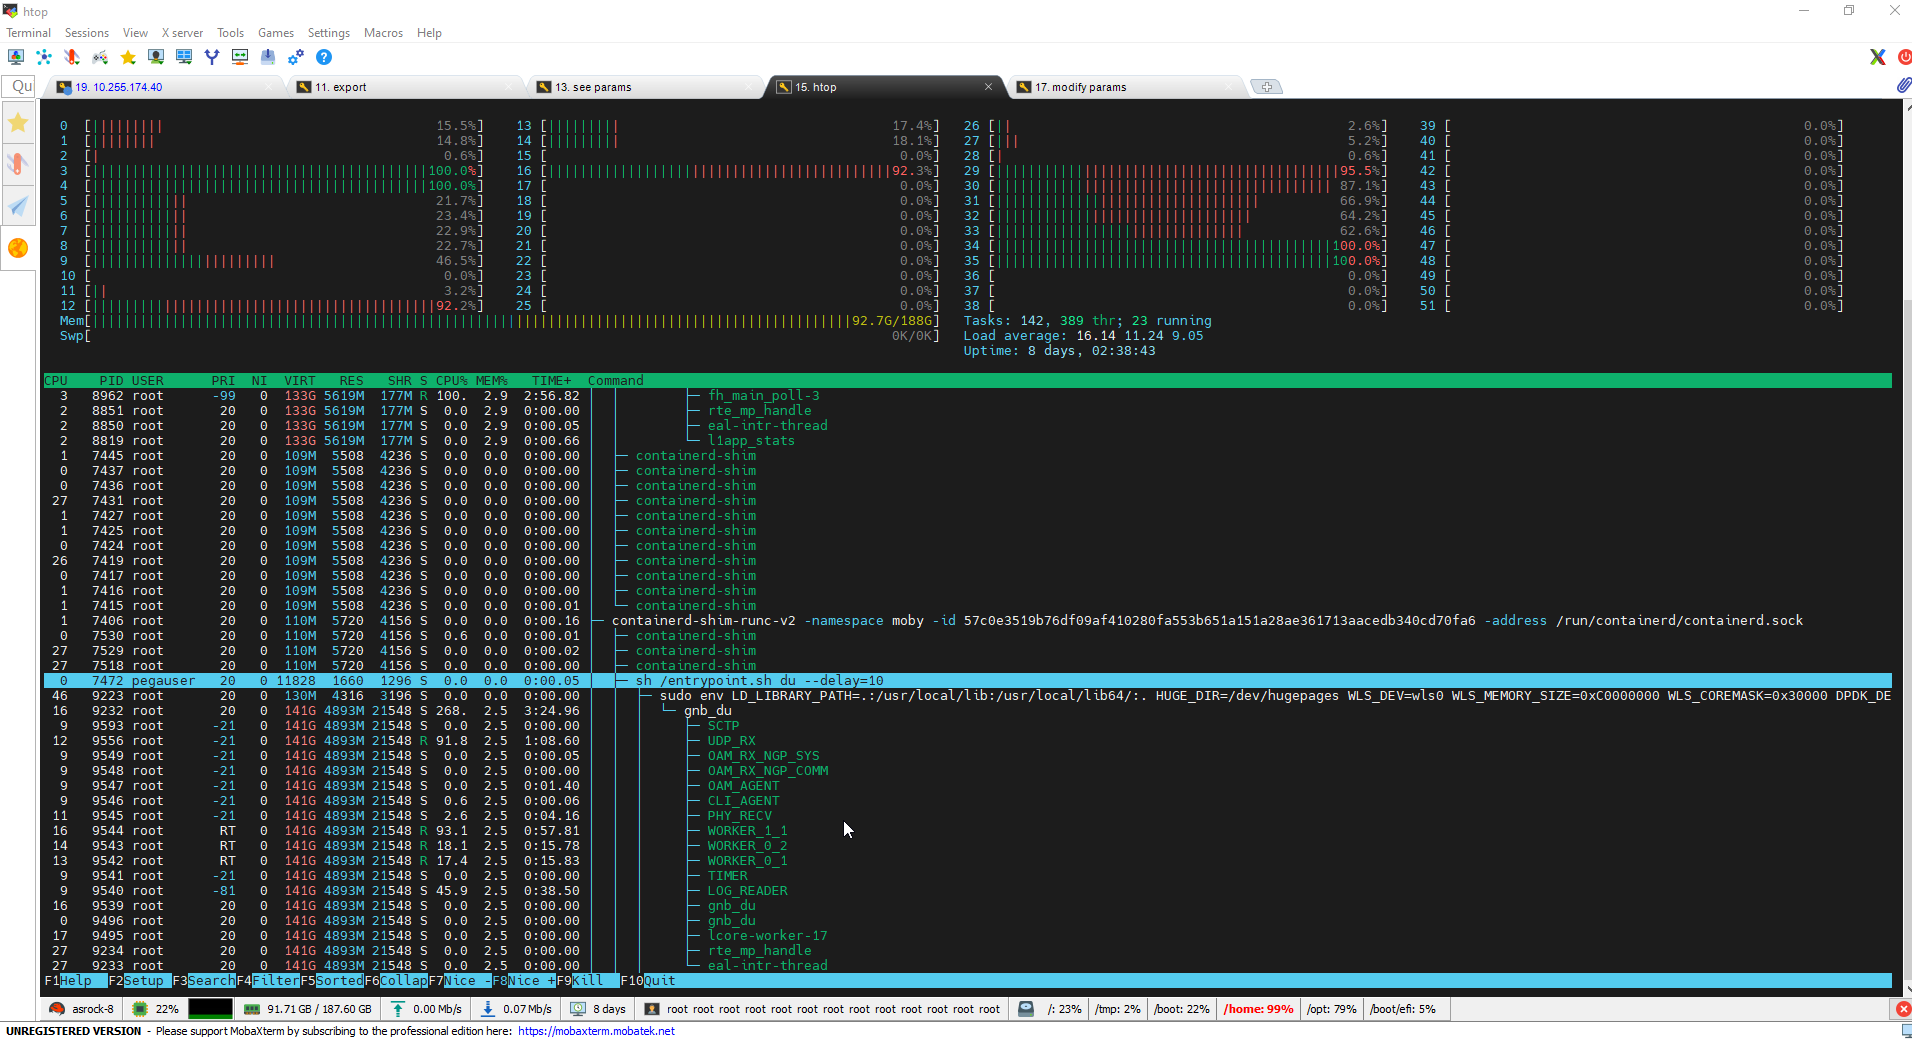 htop
Terminal Sessions View X server Tools Games Settings Macros Help
Qu 19. 10.255.174.40 11. export 13. see params 15. htop 17. modify params
0 [||||||||| 15.5%] 13 [||||||||| 17.4%] 26 [|| 2.6%] 39 [ 0.0%]
1 [|||||||| 14.8%] 14 [||||||||| 18.1%] 27 [||| 5.2%] 40 [ 0.0%]
2 [| 0.6%] 15 [ 0.0%] 28 [| 0.6%] 41 [ 0.0%]
3 [||||||||||||||||||||||||||||||||||||||||||100.0%] 16 [|||||||||||||||||||||||||||||||||||||||||||92.3%] 29 [|||||||||||||||||||||||||||||||||||||||||||95.5%] 42 [ 0.0%]
4 [||||||||||||||||||||||||||||||||||||||||||100.0%] 17 [ 0.0%] 30 [|||||||||||||||||||||||||||||||||||||||||| 87.1%] 43 [ 0.0%]
5 [|||||||||||| 21.7%] 18 [ 0.0%] 31 [||||||||||||||||||||||||||||||||| 66.9%] 44 [ 0.0%]
6 [|||||||||||| 23.4%] 19 [ 0.0%] 32 [|||||||||||||||||||||||||||||||| 64.2%] 45 [ 0.0%]
7 [|||||||||||| 22.9%] 20 [ 0.0%] 33 [||||||||||||||||||||||||||||||| 62.6%] 46 [ 0.0%]
8 [|||||||||||| 22.7%] 21 [ 0.0%] 34 [||||||||||||||||||||||||||||||||||||||||||100.0%] 47 [ 0.0%]
9 [||||||||||||||||||||||| 46.5%] 22 [ 0.0%] 35 [||||||||||||||||||||||||||||||||||||||||||100.0%] 48 [ 0.0%]
10 [ 0.0%] 23 [ 0.0%] 36 [ 0.0%] 49 [ 0.0%]
11 [|| 3.2%] 24 [ 0.0%] 37 [ 0.0%] 50 [ 0.0%]
12 [|||||||||||||||||||||||||||||||||||||||||||92.2%] 25 [ 0.0%] 38 [ 0.0%] 51 [ 0.0%]
Mem[|||||||||||||||||||||||||||||||||||||||||||||||||||||||||||||||||||||||||||||||||||||||||||||||92.7G/188G] Tasks: 142, 389 thr; 23 running
Swp[ 0K/0K] Load average: 16.14 11.24 9.05
Uptime: 8 days, 02:38:43
CPU PID USER PRI NI VIRT RES SHR S CPU% MEM% TIME+ Command
3 8962 root -99 0 133G 5619M 177M R 100. 2.9 2:56.82 fh_main_poll-3
2 8851 root 20 0 133G 5619M 177M S 0.0 2.9 0:00.00 rte_mp_handle
2 8850 root 20 0 133G 5619M 177M S 0.0 2.9 0:00.05 eal-intr-thread
2 8819 root 20 0 133G 5619M 177M S 0.0 2.9 0:00.66 l1app_stats
1 7445 root 20 0 109M 5508 4236 S 0.0 0.0 0:00.00 containerd-shim
0 7437 root 20 0 109M 5508 4236 S 0.0 0.0 0:00.00 containerd-shim
0 7436 root 20 0 109M 5508 4236 S 0.0 0.0 0:00.00 containerd-shim
27 7431 root 20 0 109M 5508 4236 S 0.0 0.0 0:00.00 containerd-shim
1 7427 root 20 0 109M 5508 4236 S 0.0 0.0 0:00.00 containerd-shim
1 7425 root 20 0 109M 5508 4236 S 0.0 0.0 0:00.00 containerd-shim
0 7424 root 20 0 109M 5508 4236 S 0.0 0.0 0:00.00 containerd-shim
26 7419 root 20 0 109M 5508 4236 S 0.0 0.0 0:00.00 containerd-shim
0 7417 root 20 0 109M 5508 4236 S 0.0 0.0 0:00.00 containerd-shim
1 7416 root 20 0 109M 5508 4236 S 0.0 0.0 0:00.00 containerd-shim
1 7415 root 20 0 109M 5508 4236 S 0.0 0.0 0:00.01 containerd-shim
1 7406 root 20 0 110M 5720 4156 S 0.0 0.0 0:00.16 containerd-shim-runc-v2 -namespace moby -id 57c0e3519b76df09af410280fa553b651a151a28ae361713aacedb340cd70fa6 -address /run/containerd/containerd.sock
0 7530 root 20 0 110M 5720 4156 S 0.6 0.0 0:00.01 containerd-shim
27 7529 root 20 0 110M 5720 4156 S 0.0 0.0 0:00.02 containerd-shim
27 7518 root 20 0 110M 5720 4156 S 0.0 0.0 0:00.00 containerd-shim
0 7472 pegauser 20 0 11828 1660 1296 S 0.0 0.0 0:00.05 sh /entrypoint.sh du --delay=10
46 9223 root 20 0 130M 4316 3196 S 0.0 0.0 0:00.00 sudo env LD_LIBRARY_PATH=.:/usr/local/lib:/usr/local/lib64/:. HUGE_DIR=/dev/hugepages WLS_DEV=wls0 WLS_MEMORY_SIZE=0xC0000000 WLS_COREMASK=0x30000 DPDK_DE
16 9232 root 20 0 141G 4893M 21548 S 268. 2.5 3:24.96 gnb_du
9 9593 root -21 0 141G 4893M 21548 S 0.0 2.5 0:00.00 SCTP
12 9556 root -21 0 141G 4893M 21548 R 91.8 2.5 1:08.60 UDP_RX
9 9549 root -21 0 141G 4893M 21548 S 0.0 2.5 0:00.05 OAM_RX_NGP_SYS
9 9548 root -21 0 141G 4893M 21548 S 0.0 2.5 0:00.00 OAM_RX_NGP_COMM
9 9547 root -21 0 141G 4893M 21548 S 0.0 2.5 0:01.40 OAM_AGENT
9 9546 root -21 0 141G 4893M 21548 S 0.6 2.5 0:00.06 CLI_AGENT
11 9545 root -21 0 141G 4893M 21548 S 2.6 2.5 0:04.16 PHY_RECV
16 9544 root RT 0 141G 4893M 21548 R 93.1 2.5 0:57.81 WORKER_1_1
14 9543 root RT 0 141G 4893M 21548 R 18.1 2.5 0:15.78 WORKER_0_2
13 9542 root RT 0 141G 4893M 21548 R 17.4 2.5 0:15.83 WORKER_0_1
9 9541 root -21 0 141G 4893M 21548 S 0.0 2.5 0:00.00 TIMER
9 9540 root -81 0 141G 4893M 21548 S 45.9 2.5 0:38.50 LOG_READER
16 9539 root 20 0 141G 4893M 21548 S 0.0 2.5 0:00.00 gnb_du
0 9496 root 20 0 141G 4893M 21548 S 0.0 2.5 0:00.00 gnb_du
17 9495 root 20 0 141G 4893M 21548 S 0.0 2.5 0:00.00 lcore-worker-17
27 9234 root 20 0 141G 4893M 21548 S 0.0 2.5 0:00.00 rte_mp_handle
27 9233 root 20 0 141G 4893M 21548 S 0.0 2.5 0:00.00 eal-intr-thread
F1Help F2Setup F3SearchF4FilterF5SortedF6CollapF7Nice -F8Nice +F9Kill F10Quit
asrock-8 22% 91.71 GB / 187.60 GB 0.00 Mb/s 0.07 Mb/s 8 days root root root root root root root root root root root root root /: 23% /tmp: 2% /boot: 22% /home: 99% /opt: 79% /boot/efi: 5%
UNREGISTERED VERSION - Please support MobaXterm by subscribing to the professional edition here: https://mobaxterm.mobatek.net